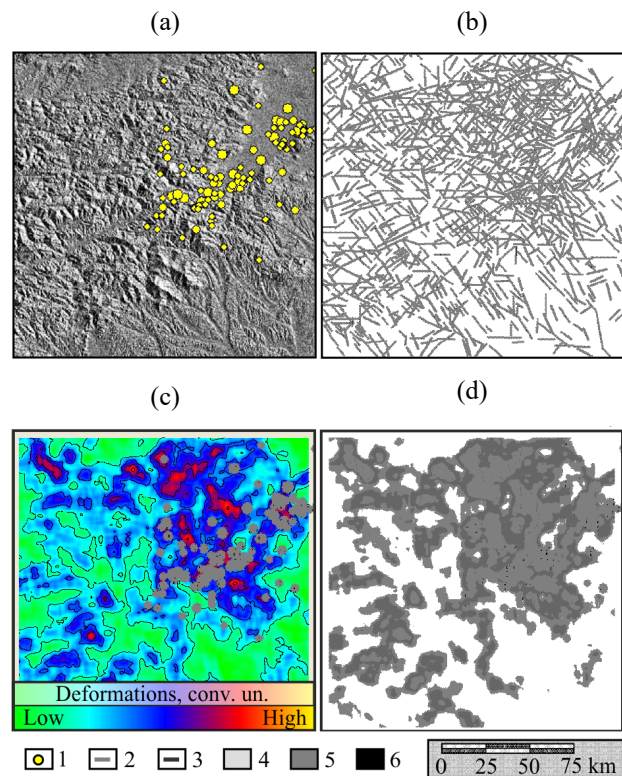 (a) (b)
(c) (d)
Deformations, conv. un.
Low High
1 2 3 4 5 6
0 25 50 75 km